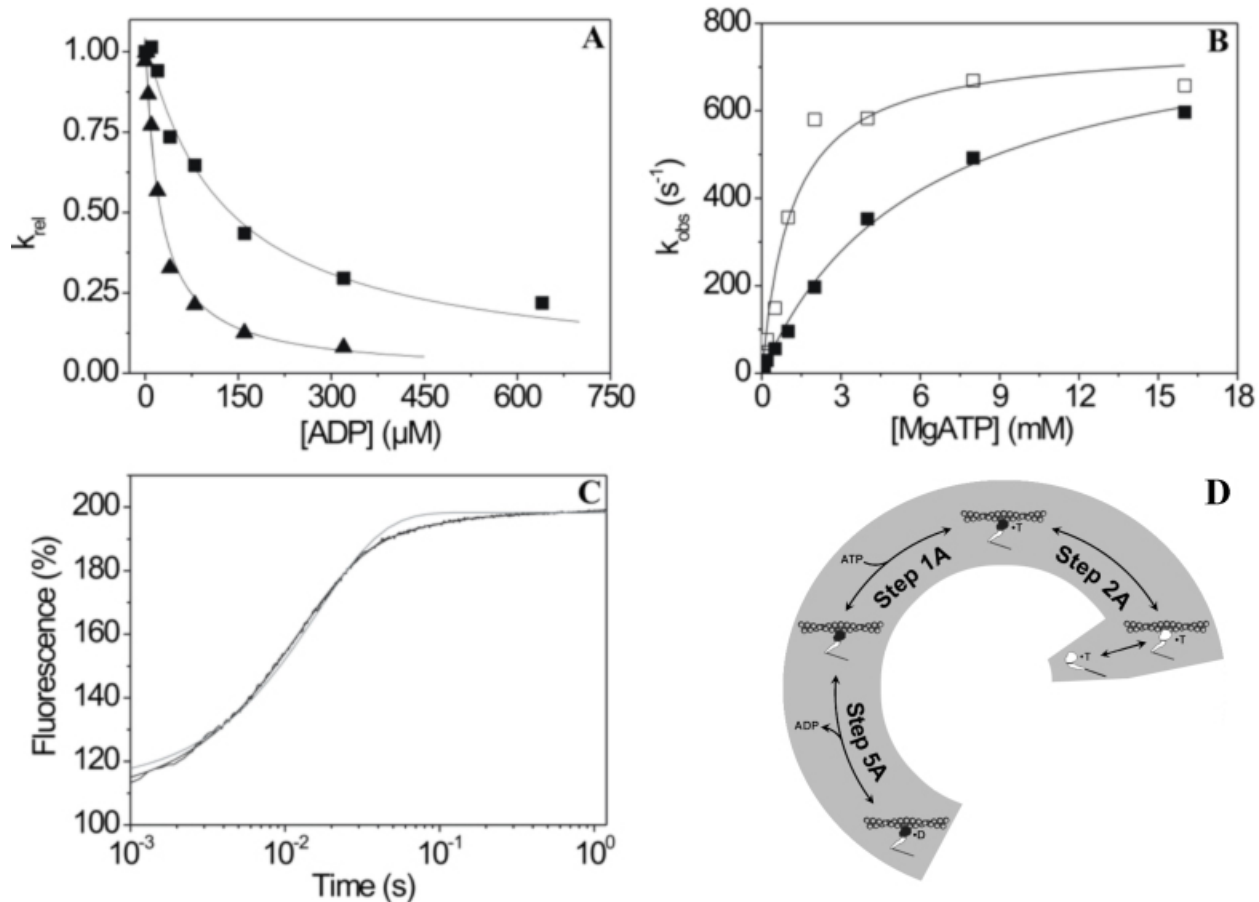 A
1.00
0.75
0.50
0.25
0.00
k_rel
0 150 300 450 600 750
[ADP] (μM)
B
800
600
400
200
0
k_obs (s⁻¹)
0 3 6 9 12 15 18
[MgATP] (mM)
C
200
180
160
140
120
100
Fluorescence (%)
10⁻³ 10⁻² 10⁻¹ 10⁰
Time (s)
D
•T
ATP
Step 1A
Step 2A
•T
•T
ADP
Step 5A
•D